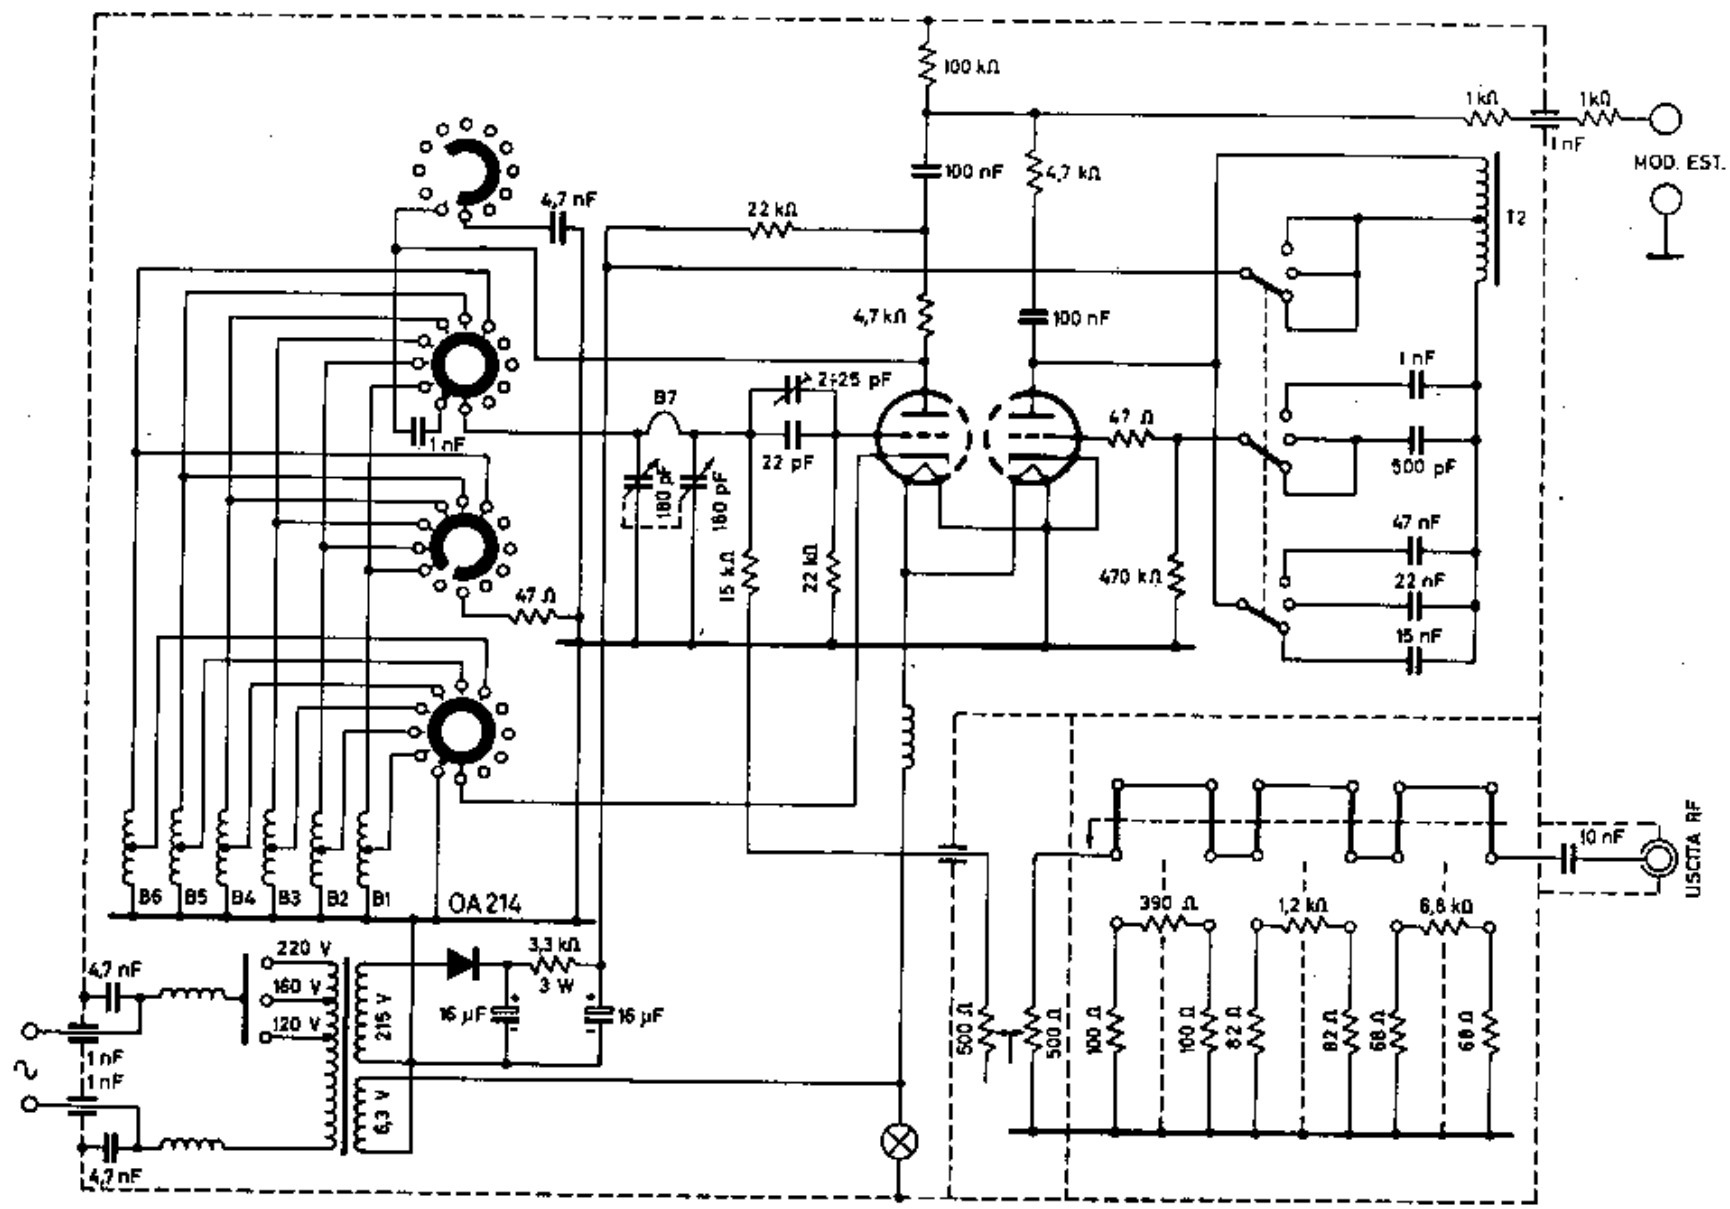 100 kΩ
1 kΩ
1 kΩ
1 nF
MOD. EST.
100 nF
4,7 kΩ
4,7 nF
22 kΩ
T2
4,7 kΩ
100 nF
1 nF
2÷25 pF
B7
1 nF
22 pF
47 Ω
500 pF
180 pF
180 pF
47 nF
15 kΩ
22 kΩ
470 kΩ
22 nF
47 Ω
15 nF
10 nF
USCITA RF
B6
B5
B4
B3
B2
B1
OA 214
390 Ω
1,2 kΩ
6,8 kΩ
220 V
4,7 nF
3,3 kΩ
3 W
160 V
215 V
16 µF
+
-
+
-
16 µF
120 V
500 Ω
500 Ω
100 Ω
100 Ω
82 Ω
82 Ω
68 Ω
68 Ω
1 nF
1 nF
~
6,3 V
4,7 nF